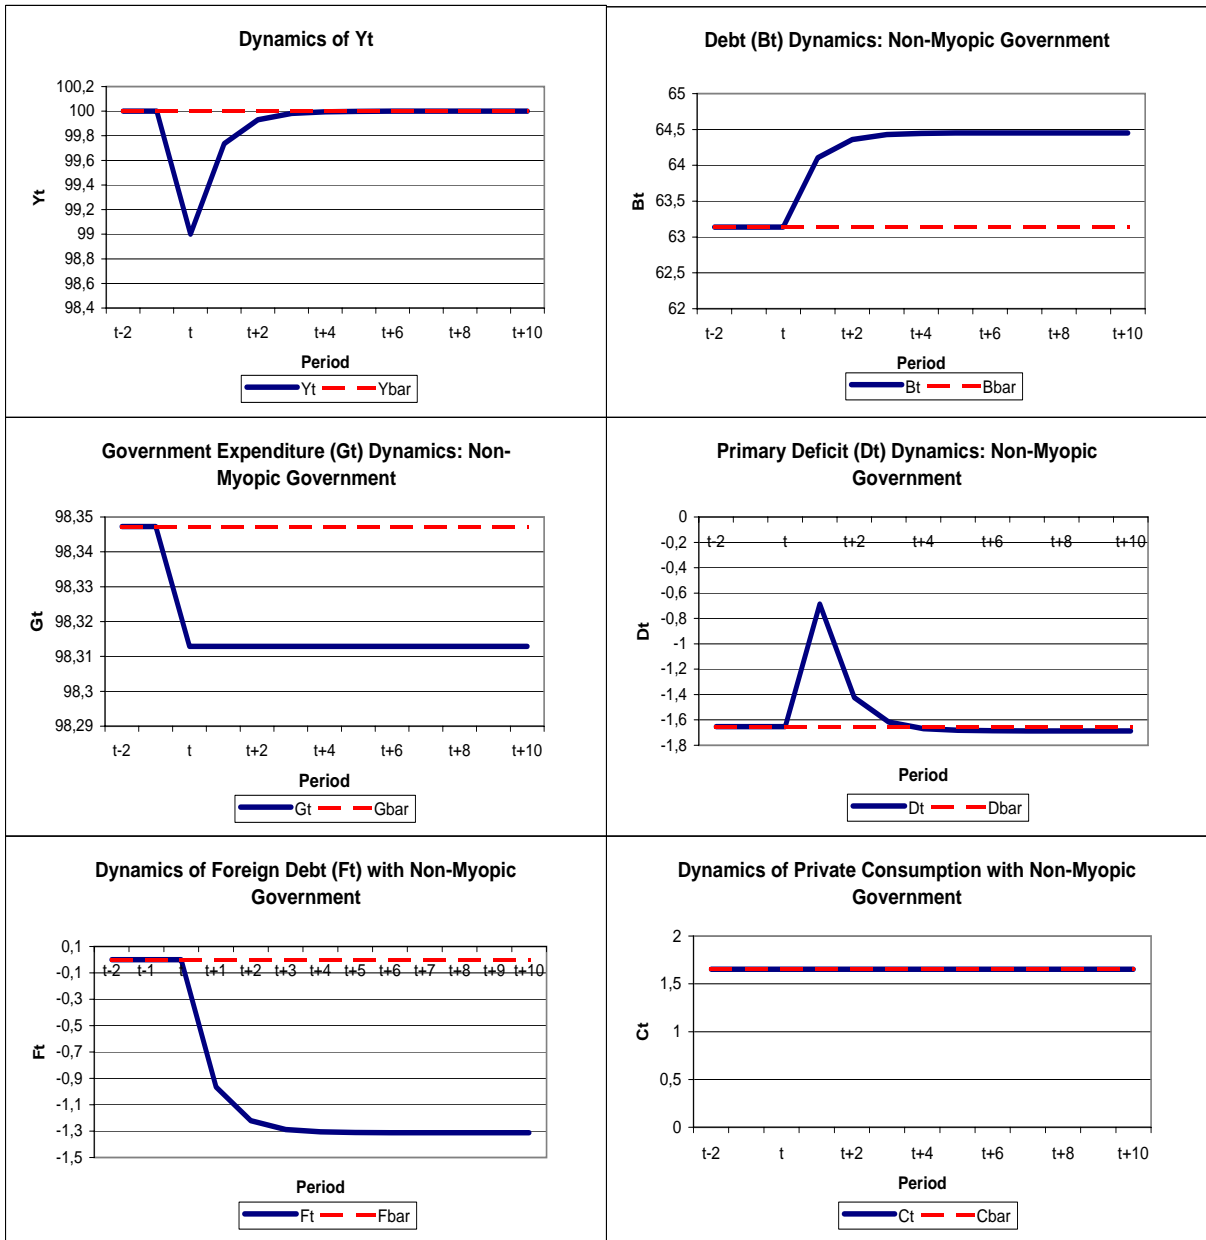 Dynamics of Yt
100,2
100
99,8
99,6
99,4
99,2
99
98,8
98,6
98,4
Yt
t-2 t t+2 t+4 t+6 t+8 t+10
Period
Yt Ybar
Debt (Bt) Dynamics: Non-Myopic Government
65
64,5
64
63,5
63
62,5
62
Bt
t-2 t t+2 t+4 t+6 t+8 t+10
Period
Bt Bbar
Government Expenditure (Gt) Dynamics: Non-
Myopic Government
98,35
98,34
98,33
98,32
98,31
98,3
98,29
Gt
t-2 t t+2 t+4 t+6 t+8 t+10
Period
Gt Gbar
Primary Deficit (Dt) Dynamics: Non-Myopic
Government
0
-0,2
-0,4
-0,6
-0,8
-1
-1,2
-1,4
-1,6
-1,8
Dt
t-2 t t+2 t+4 t+6 t+8 t+10
Period
Dt Dbar
Dynamics of Foreign Debt (Ft) with Non-Myopic
Government
0,1
-0,1
-0,3
-0,5
-0,7
-0,9
-1,1
-1,3
-1,5
Ft
t-2 t-1 t t+1 t+2 t+3 t+4 t+5 t+6 t+7 t+8 t+9 t+10
Period
Ft Fbar
Dynamics of Private Consumption with Non-Myopic
Government
2
1,5
1
0,5
0
Ct
t-2 t t+2 t+4 t+6 t+8 t+10
Period
Ct Cbar